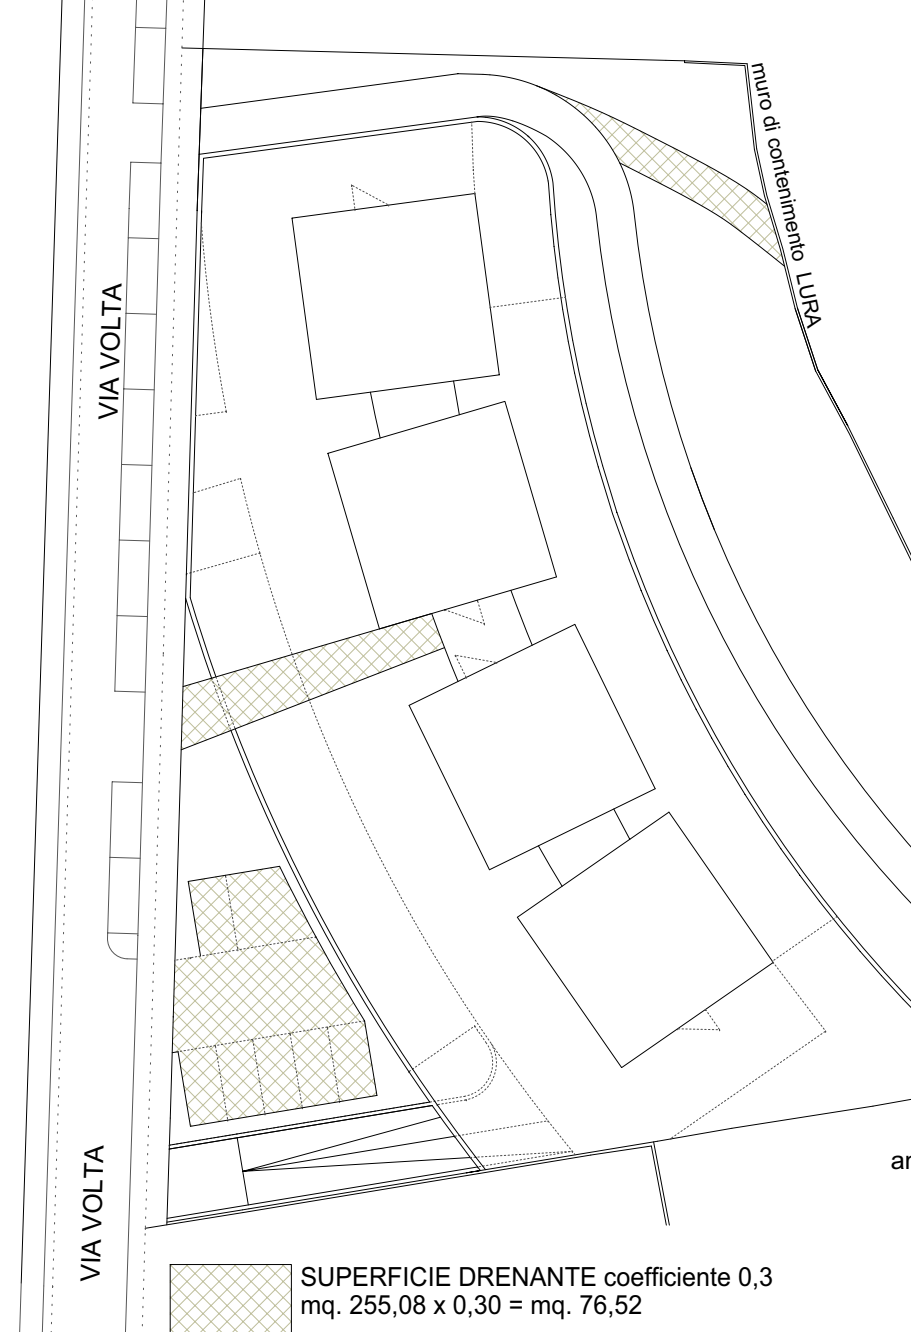 muro di contenimento LURA
VIA VOLTA
VIA VOLTA
SUPERFICIE DRENANTE coefficiente 0,3
mq. 255,08 x 0,30 = mq. 76,52